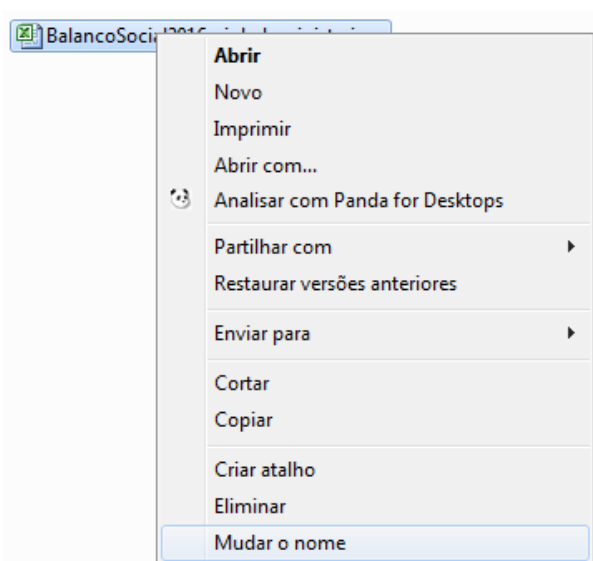 BalancoSocial2016
Abrir
Novo
Imprimir
Abrir com...
Analisar com Panda for Desktops
Partilhar com
Restaurar versões anteriores
Enviar para
Cortar
Copiar
Criar atalho
Eliminar
Mudar o nome